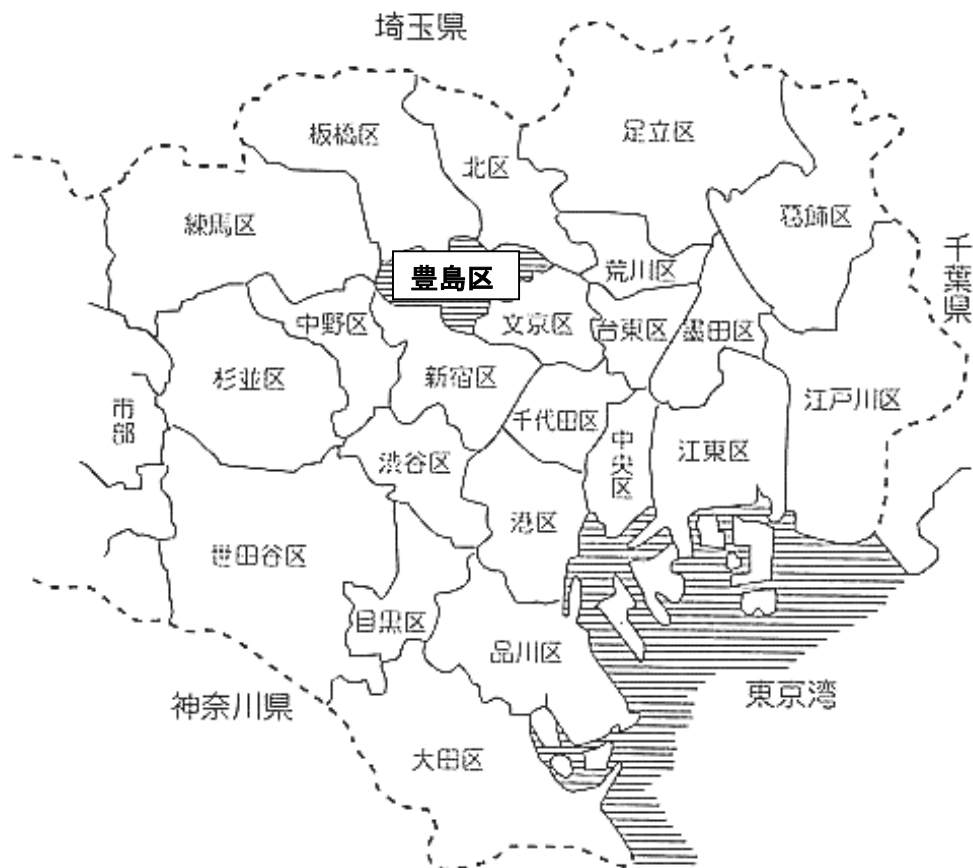 埼玉県
板橋区
北区
足立区
練馬区
葛飾区
千葉県
豊島区
荒川区
中野区
文京区
台東区
墨田区
杉並区
新宿区
千代田区
中央区
江東区
江戸川区
市部
渋谷区
港区
世田谷区
目黒区
品川区
神奈川県
東京湾
大田区